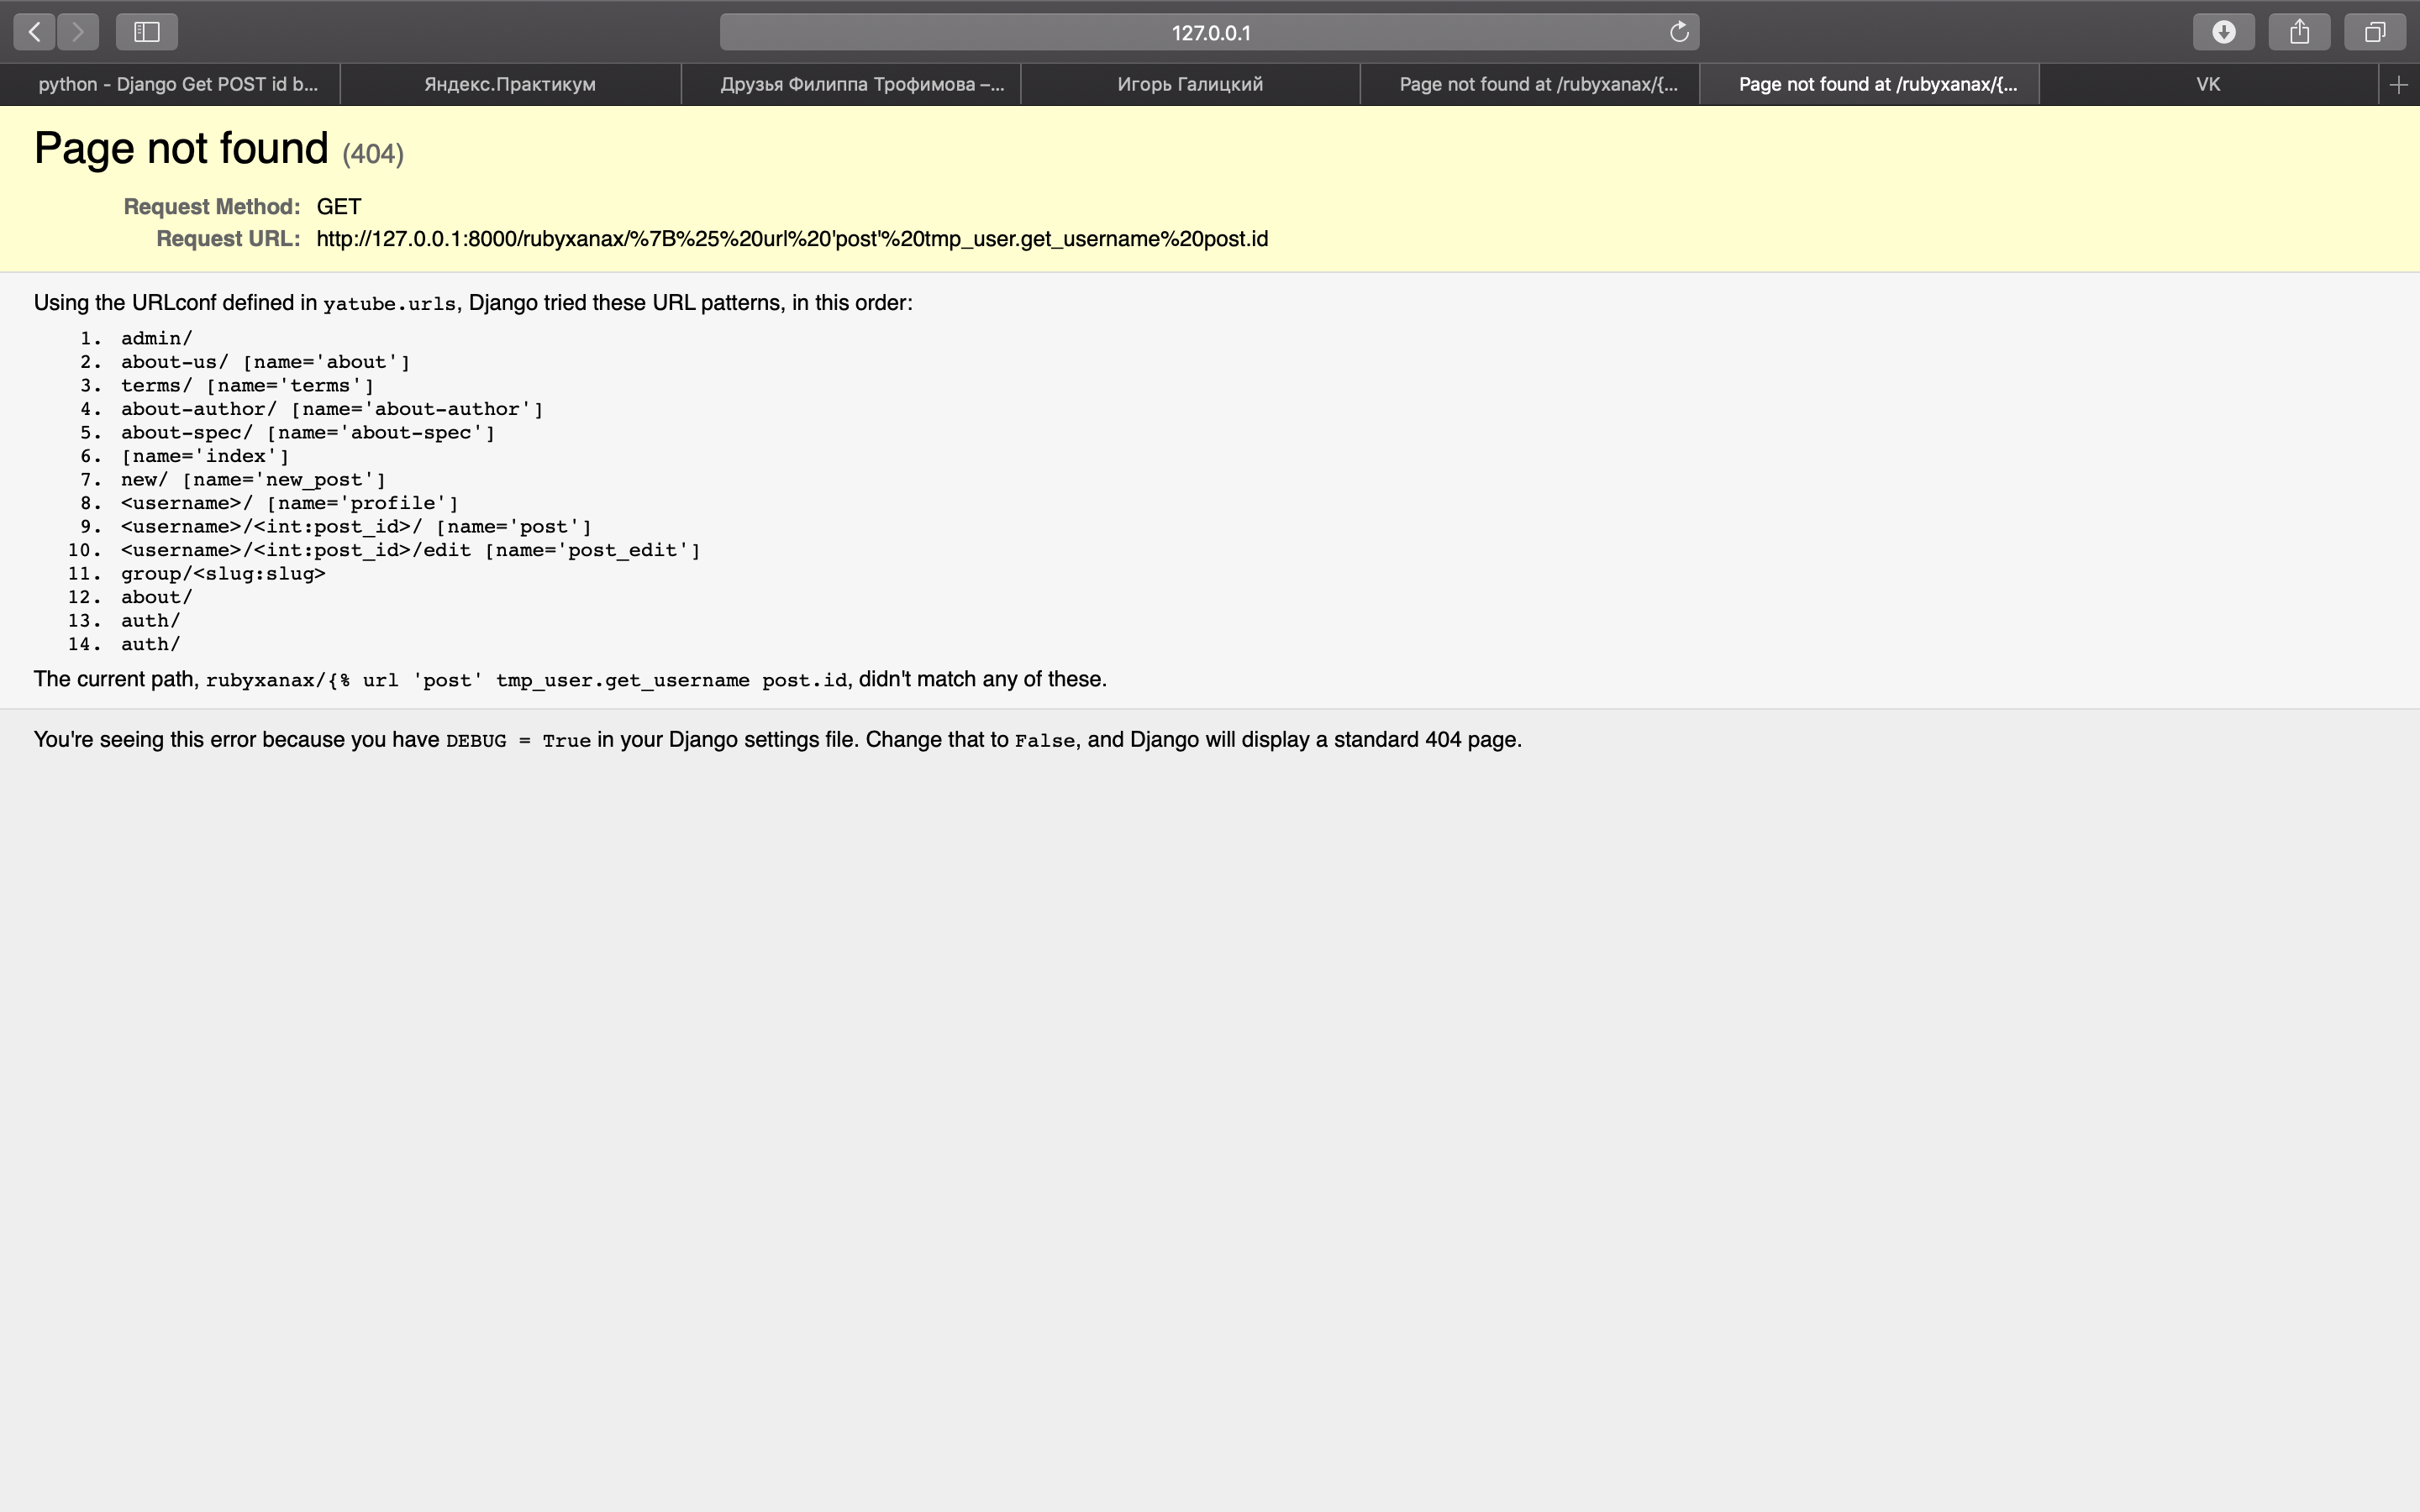 127.0.0.1
python - Django Get POST id b... Яндекс.Практикум Друзья Филиппа Трофимова –... Игорь Галицкий Page not found at /rubyxanax/{... Page not found at /rubyxanax/{... VK
Page not found (404)
Request Method: GET
Request URL: http://127.0.0.1:8000/rubyxanax/%7B%25%20url%20'post'%20tmp_user.get_username%20post.id
Using the URLconf defined in yatube.urls, Django tried these URL patterns, in this order:
1. admin/
2. about-us/ [name='about']
3. terms/ [name='terms']
4. about-author/ [name='about-author']
5. about-spec/ [name='about-spec']
6. [name='index']
7. new/ [name='new_post']
8. <username>/ [name='profile']
9. <username>/<int:post_id>/ [name='post']
10. <username>/<int:post_id>/edit [name='post_edit']
11. group/<slug:slug>
12. about/
13. auth/
14. auth/
The current path, rubyxanax/{% url 'post' tmp_user.get_username post.id, didn't match any of these.
You're seeing this error because you have DEBUG = True in your Django settings file. Change that to False, and Django will display a standard 404 page.